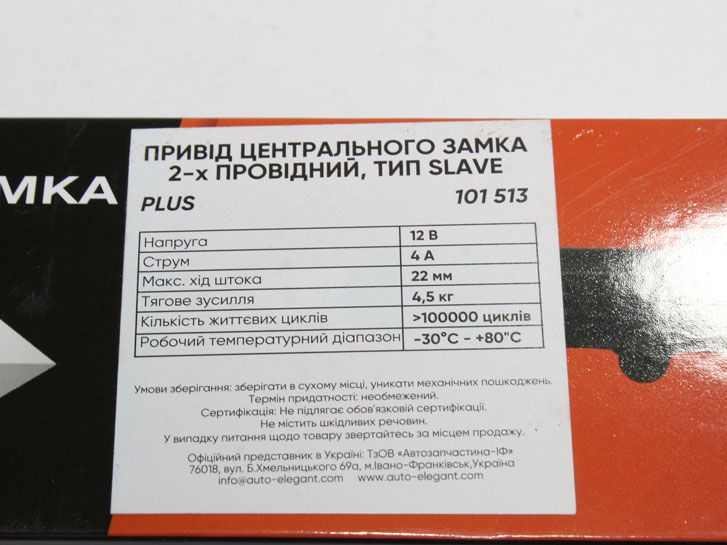 АМКА
ПРИВІД ЦЕНТРАЛЬНОГО ЗАМКА
2-х ПРОВІДНИЙ, ТИП SLAVE
PLUS 101 513
Напруга 12 В
Струм 4 А
Макс. хід штока 22 мм
Тягове зусилля 4,5 кг
Кількість життєвих циклів >100000 циклів
Робочий температурний діапазон -30°C - +80"C
Умови зберігання: зберігати в сухому місці, уникати механічних пошкоджень.
Термін придатності: необмежений.
Сертифікація: Не підлягає обов'язковій сертифікації.
Не містить шкідливих речовин.
У випадку питання щодо товару звертайтесь за місцем продажу.
Офіційний представник в Україні: ТзОВ «Автозапчастина-ІФ»
76018, вул. Б.Хмельницького 69а, м.Івано-Франківськ,Україна
info@auto-elegant.com www.auto-elegant.com